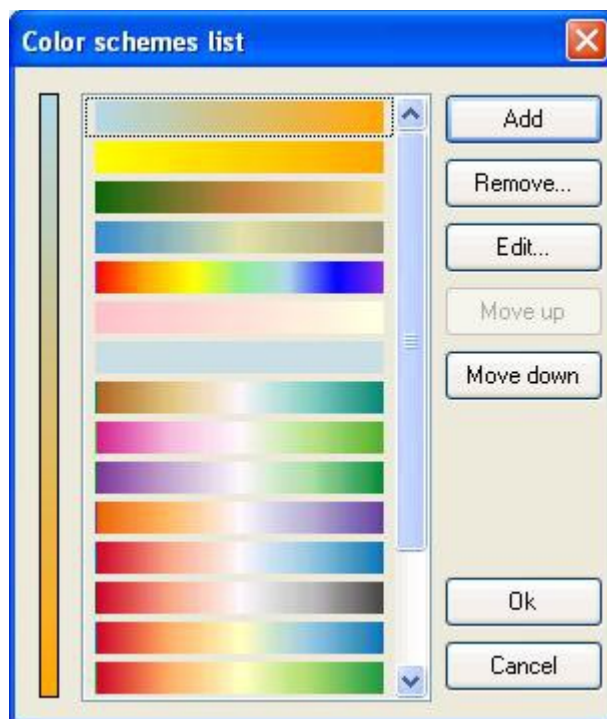 Color schemes list
Add
Remove...
Edit...
Move up
Move down
Ok
Cancel